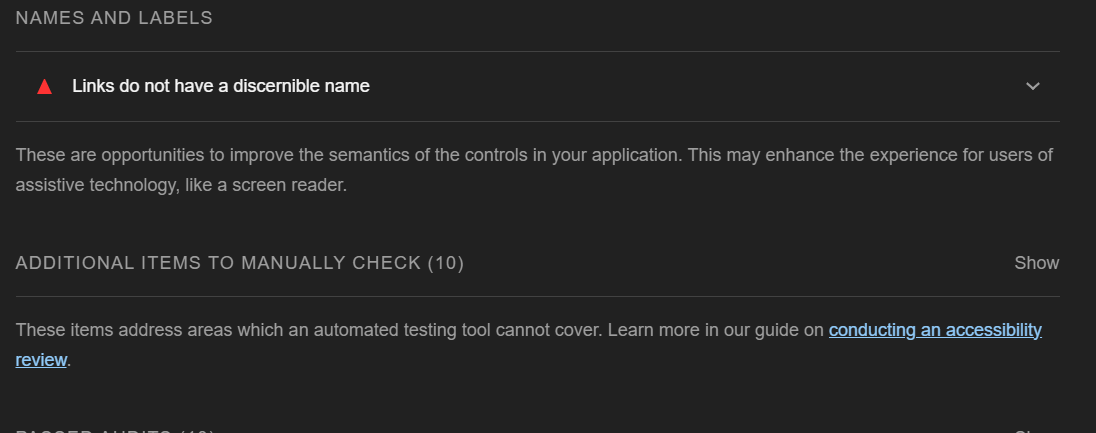 NAMES AND LABELS
Links do not have a discernible name
These are opportunities to improve the semantics of the controls in your application. This may enhance the experience for users of
assistive technology, like a screen reader.
ADDITIONAL ITEMS TO MANUALLY CHECK (10) Show
These items address areas which an automated testing tool cannot cover. Learn more in our guide on conducting an accessibility
review.